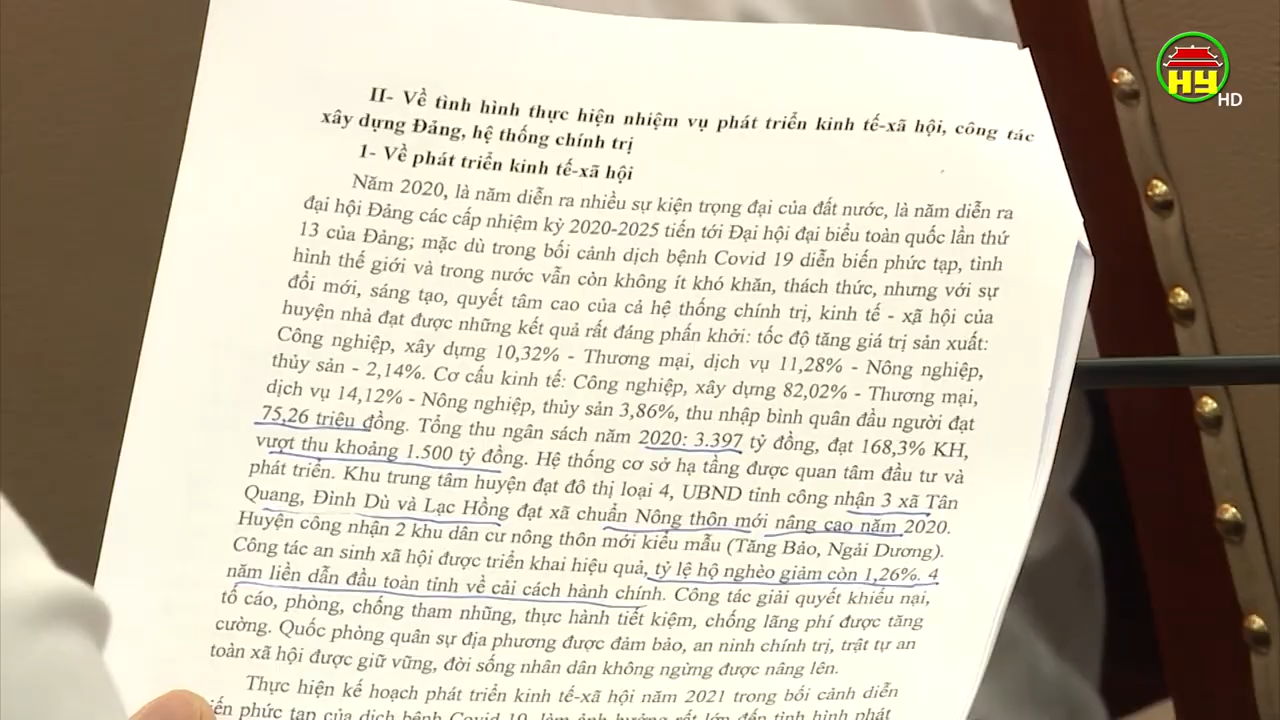 HY
HD
II- Về tình hình thực hiện nhiệm vụ phát triển kinh tế-xã hội, công tác
xây dựng Đảng, hệ thống chính trị
1- Về phát triển kinh tế-xã hội
Năm 2020, là năm diễn ra nhiều sự kiện trọng đại của đất nước, là năm diễn ra
đại hội Đảng các cấp nhiệm kỳ 2020-2025 tiến tới Đại hội đại biểu toàn quốc lần thứ
13 của Đảng; mặc dù trong bối cảnh dịch bệnh Covid 19 diễn biến phức tạp, tình
hình thế giới và trong nước vẫn còn không ít khó khăn, thách thức, nhưng với sự
đổi mới, sáng tạo, quyết tâm cao của cả hệ thống chính trị, kinh tế - xã hội của
huyện nhà đạt được những kết quả rất đáng phấn khởi: tốc độ tăng giá trị sản xuất:
Công nghiệp, xây dựng 10,32% - Thương mại, dịch vụ 11,28% - Nông nghiệp,
thủy sản - 2,14%. Cơ cấu kinh tế: Công nghiệp, xây dựng 82,02% - Thương mại,
dịch vụ 14,12% - Nông nghiệp, thủy sản 3,86%, thu nhập bình quân đầu người đạt
75,26 triệu đồng. Tổng thu ngân sách năm 2020: 3.397 tỷ đồng, đạt 168,3% KH,
vượt thu khoảng 1.500 tỷ đồng. Hệ thống cơ sở hạ tầng được quan tâm đầu tư và
phát triển. Khu trung tâm huyện đạt đô thị loại 4, UBND tỉnh công nhận 3 xã Tân
Quang, Đình Dù và Lạc Hồng đạt xã chuẩn Nông thôn mới nâng cao năm 2020.
Huyện công nhận 2 khu dân cư nông thôn mới kiểu mẫu (Tăng Bảo, Ngải Dương).
Công tác an sinh xã hội được triển khai hiệu quả, tỷ lệ hộ nghèo giảm còn 1,26%. 4
năm liền dẫn đầu toàn tỉnh về cải cách hành chính. Công tác giải quyết khiếu nại,
tố cáo, phòng, chống tham nhũng, thực hành tiết kiệm, chống lãng phí được tăng
cường. Quốc phòng quân sự địa phương được đảm bảo, an ninh chính trị, trật tự an
toàn xã hội được giữ vững, đời sống nhân dân không ngừng được nâng lên.
Thực hiện kế hoạch phát triển kinh tế-xã hội năm 2021 trong bối cảnh diễn
phức tạp của dịch bệnh Covid 19, làm ảnh hưởng rất lớn đến tình hình phát